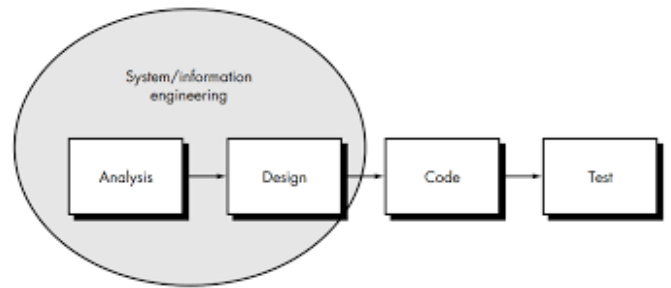 System/information
engineering
Analysis
Design
Code
Test